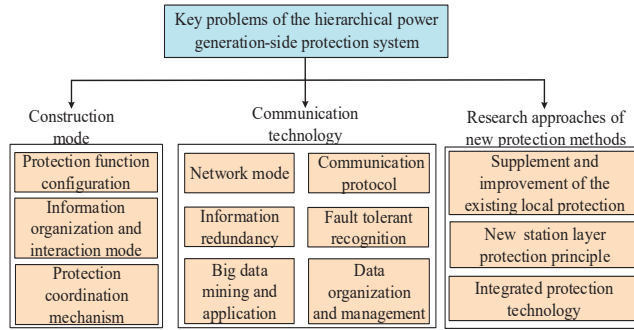 Key problems of the hierarchical power
generation-side protection system
Construction
mode
Protection function
configuration
Information
organization and
interaction mode
Protection
coordination
mechanism
Communication
technology
Network mode
Communication
protocol
Information
redundancy
Fault tolerant
recognition
Big data
mining and
application
Data
organization
and management
Research approaches of
new protection methods
Supplement and
improvement of the
existing local protection
New station layer
protection principle
Integrated protection
technology